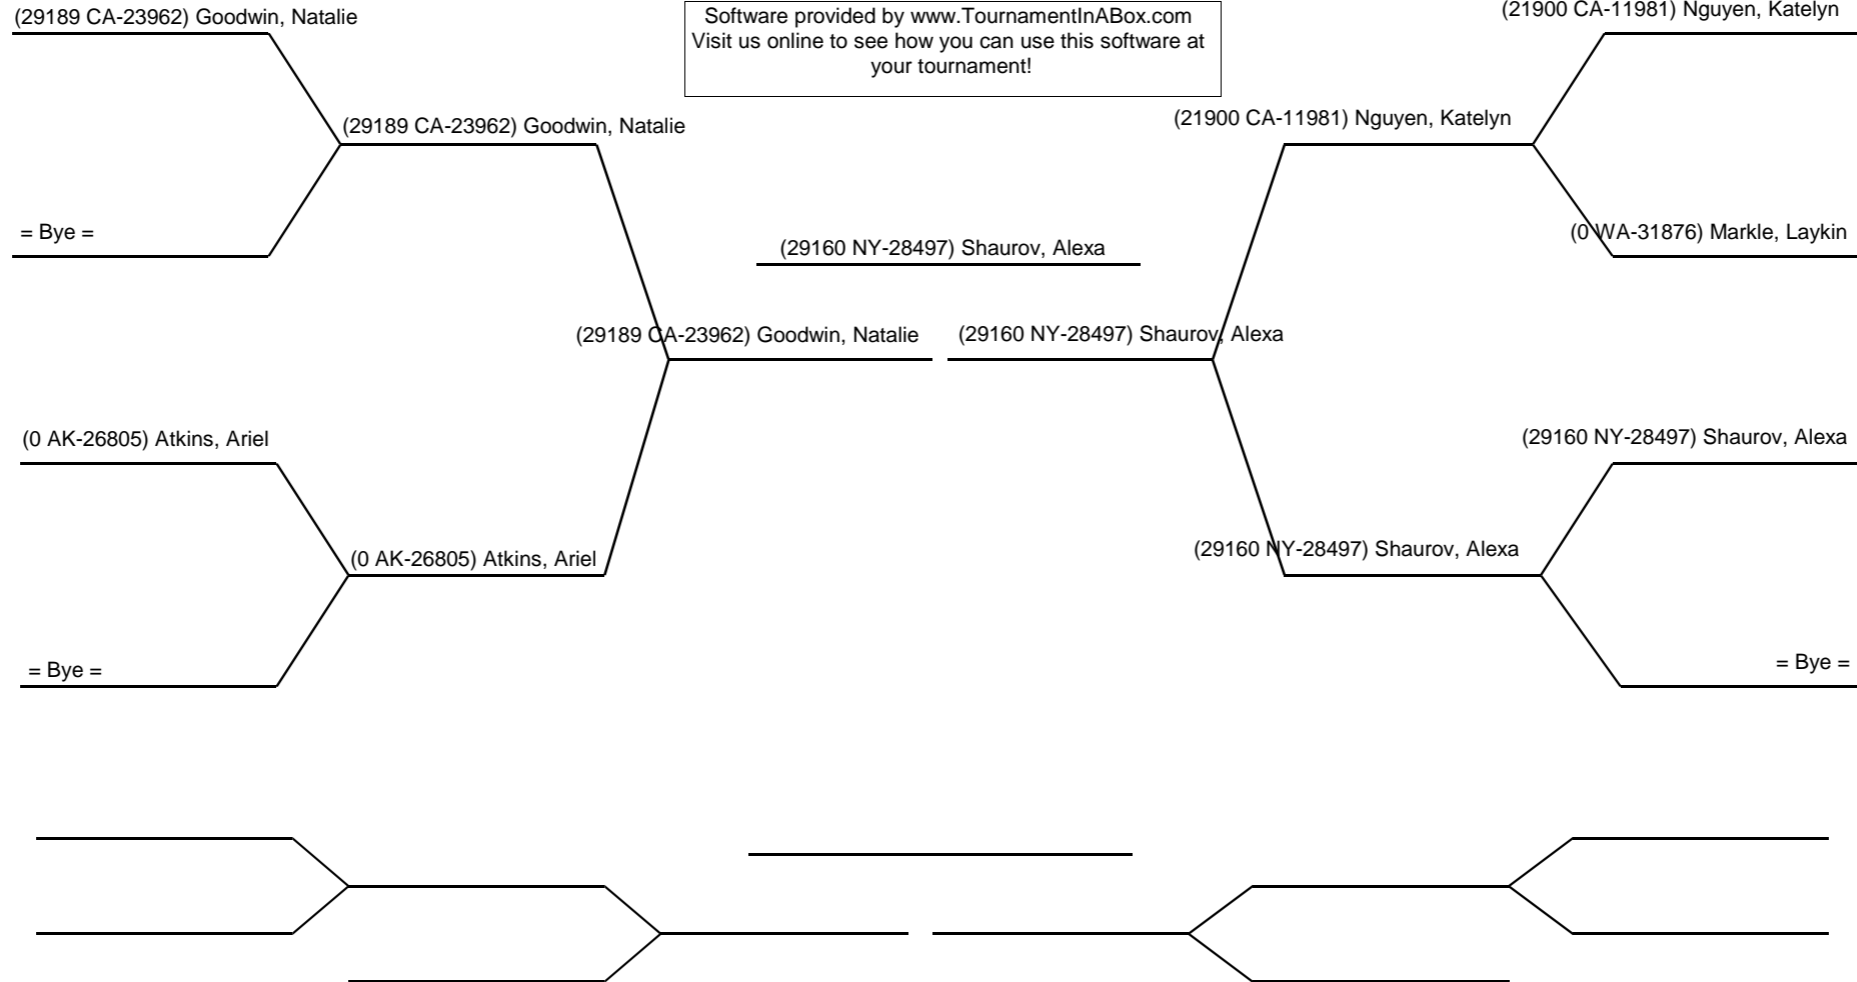 (29189 CA-23962) Goodwin, Natalie
Software provided by www.TournamentInABox.com
Visit us online to see how you can use this software at
your tournament!
(21900 CA-11981) Nguyen, Katelyn
(29189 CA-23962) Goodwin, Natalie
(21900 CA-11981) Nguyen, Katelyn
= Bye =
(0 WA-31876) Markle, Laykin
(29160 NY-28497) Shaurov, Alexa
(29189 CA-23962) Goodwin, Natalie
(29160 NY-28497) Shaurov, Alexa
(0 AK-26805) Atkins, Ariel
(29160 NY-28497) Shaurov, Alexa
(0 AK-26805) Atkins, Ariel
(29160 NY-28497) Shaurov, Alexa
= Bye =
= Bye =